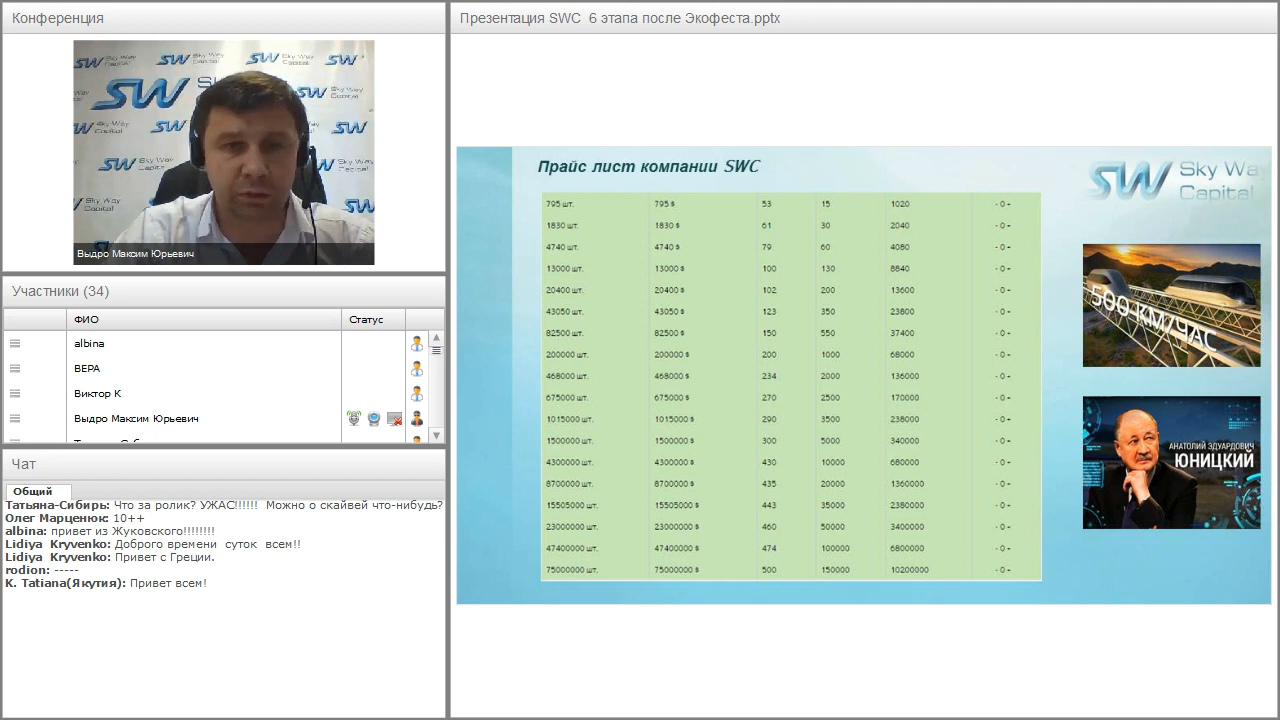 Конференция
SW Sky Way Capital
Выдро Максим Юрьевич
Участники (34)
ФИО Статус
albina
ВЕРА
Виктор К
Выдро Максим Юрьевич
Чат
Общий
Татьяна-Сибирь: Что за ролик? УЖАС!!!!!! Можно о скайвей что-нибудь?
Олег Марценюк: 10++
albina: привет из Жуковского!!!!!!!!
Lidiya Kryvenko: Доброго времени суток всем!!
Lidiya Kryvenko: Привет с Греции.
rodion: -----
K. Tatiana(Якутия): Привет всем!
Презентация SWC 6 этапа после Экофеста.pptx
Прайс лист компании SWC
795 шт. 795 $ 53 15 1020 - 0 +
1830 шт. 1830 $ 61 30 2040 - 0 +
4740 шт. 4740 $ 79 60 4080 - 0 +
13000 шт. 13000 $ 100 130 8840 - 0 +
20400 шт. 20400 $ 102 200 13600 - 0 +
43050 шт. 43050 $ 123 350 23800 - 0 +
82500 шт. 82500 $ 150 550 37400 - 0 +
200000 шт. 200000 $ 200 1000 68000 - 0 +
468000 шт. 468000 $ 234 2000 136000 - 0 +
675000 шт. 675000 $ 270 2500 170000 - 0 +
1015000 шт. 1015000 $ 290 3500 238000 - 0 +
1500000 шт. 1500000 $ 300 5000 340000 - 0 +
4300000 шт. 4300000 $ 430 10000 680000 - 0 +
8700000 шт. 8700000 $ 435 20000 1360000 - 0 +
15505000 шт. 15505000 $ 443 35000 2380000 - 0 +
23000000 шт. 23000000 $ 460 50000 3400000 - 0 +
47400000 шт. 47400000 $ 474 100000 6800000 - 0 +
75000000 шт. 75000000 $ 500 150000 10200000 - 0 +
SW Sky Wa
Capital
500 КМ/ЧАС
АНАТОЛИЙ ЭДУАРДОВИЧ
ЮНИЦКИЙ